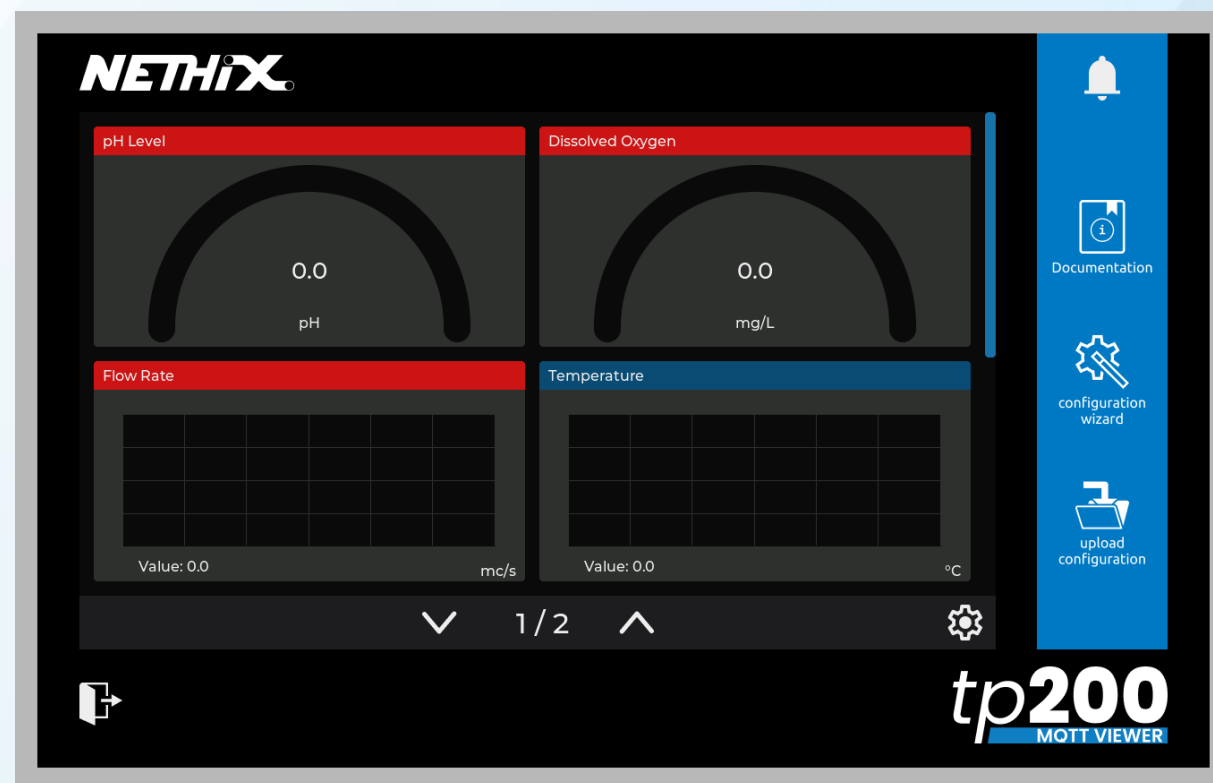 NETHiX
pH Level
Dissolved Oxygen
0.0
0.0
pH
mg/L
Flow Rate
Temperature
Value: 0.0
mc/s
Value: 0.0
°C
1/2
i
Documentation
configuration
wizard
upload
configuration
tp200
MQTT VIEWER